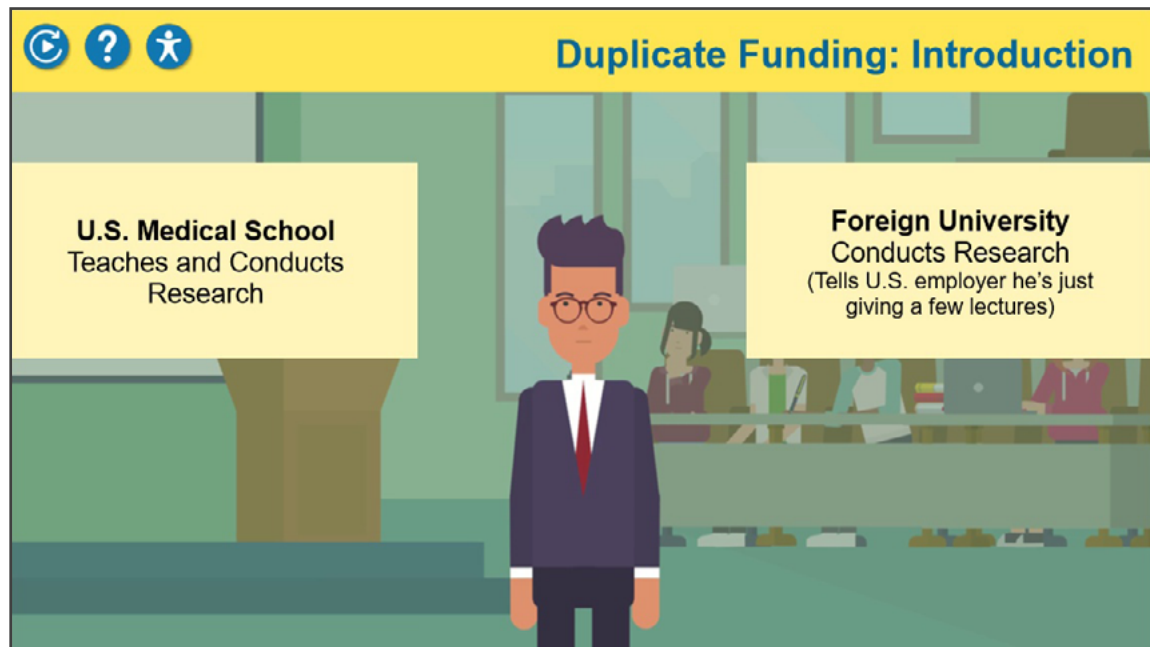 ?
Duplicate Funding: Introduction
U.S. Medical School
Teaches and Conducts
Research
Foreign University
Conducts Research
(Tells U.S. employer he's just
giving a few lectures)